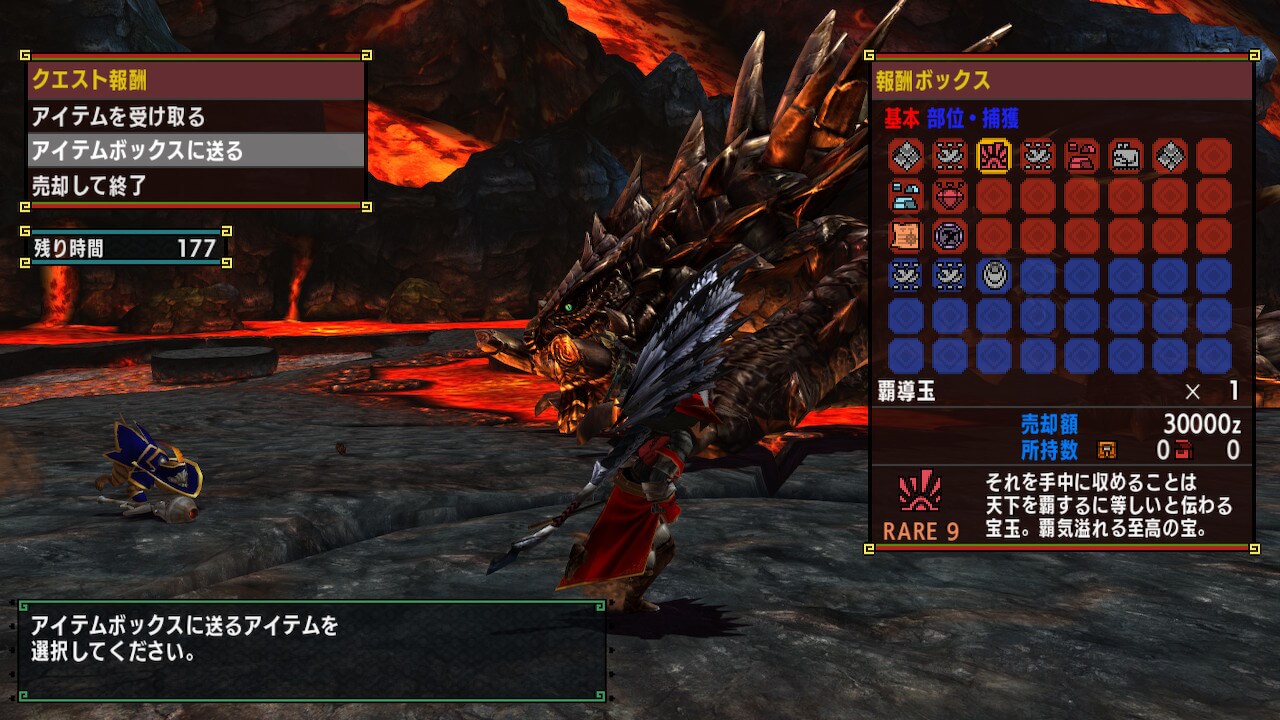 クエスト報酬
アイテムを受け取る
アイテムボックスに送る
売却して終了
残り時間 177
報酬ボックス
基本 部位・捕獲
覇導玉 × 1
売却額 30000z
所持数 0 0
RARE 9
それを手中に収めることは
天下を覇するに等しいと伝わる
宝玉。覇気溢れる至高の宝。
アイテムボックスに送るアイテムを
選択してください。